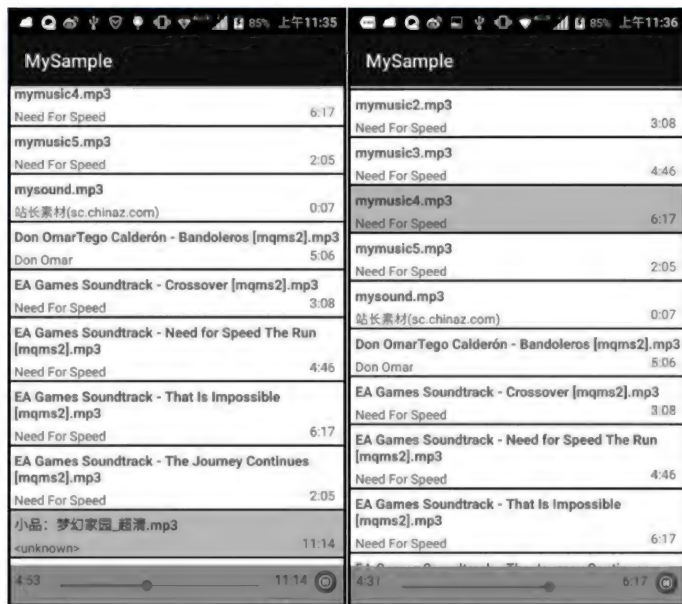 85% 上午11:35
MySample
mymusic4.mp3
Need For Speed 6:17
mymusic5.mp3
Need For Speed 2:05
mysound.mp3
站长素材(sc.chinaz.com) 0:07
Don OmarTego Calderón - Bandoleros [mqms2].mp3
Don Omar 5:06
EA Games Soundtrack - Crossover [mqms2].mp3
Need For Speed 3:08
EA Games Soundtrack - Need for Speed The Run
[mqms2].mp3
Need For Speed 4:46
EA Games Soundtrack - That Is Impossible
[mqms2].mp3
Need For Speed 6:17
EA Games Soundtrack - The Journey Continues
[mqms2].mp3
Need For Speed 2:05
小品：梦幻家园_超清.mp3
<unknown> 11:14
4:53 11:14
85% 上午11:36
MySample
mymusic2.mp3
Need For Speed 3:08
mymusic3.mp3
Need For Speed 4:46
mymusic4.mp3
Need For Speed 6:17
mymusic5.mp3
Need For Speed 2:05
mysound.mp3
站长素材(sc.chinaz.com) 0:07
Don OmarTego Calderón - Bandoleros [mqms2].mp3
Don Omar 5:06
EA Games Soundtrack - Crossover [mqms2].mp3
Need For Speed 3:08
EA Games Soundtrack - Need for Speed The Run
[mqms2].mp3
Need For Speed 4:46
EA Games Soundtrack - That Is Impossible
[mqms2].mp3
Need For Speed 6:17
4:31 6:17